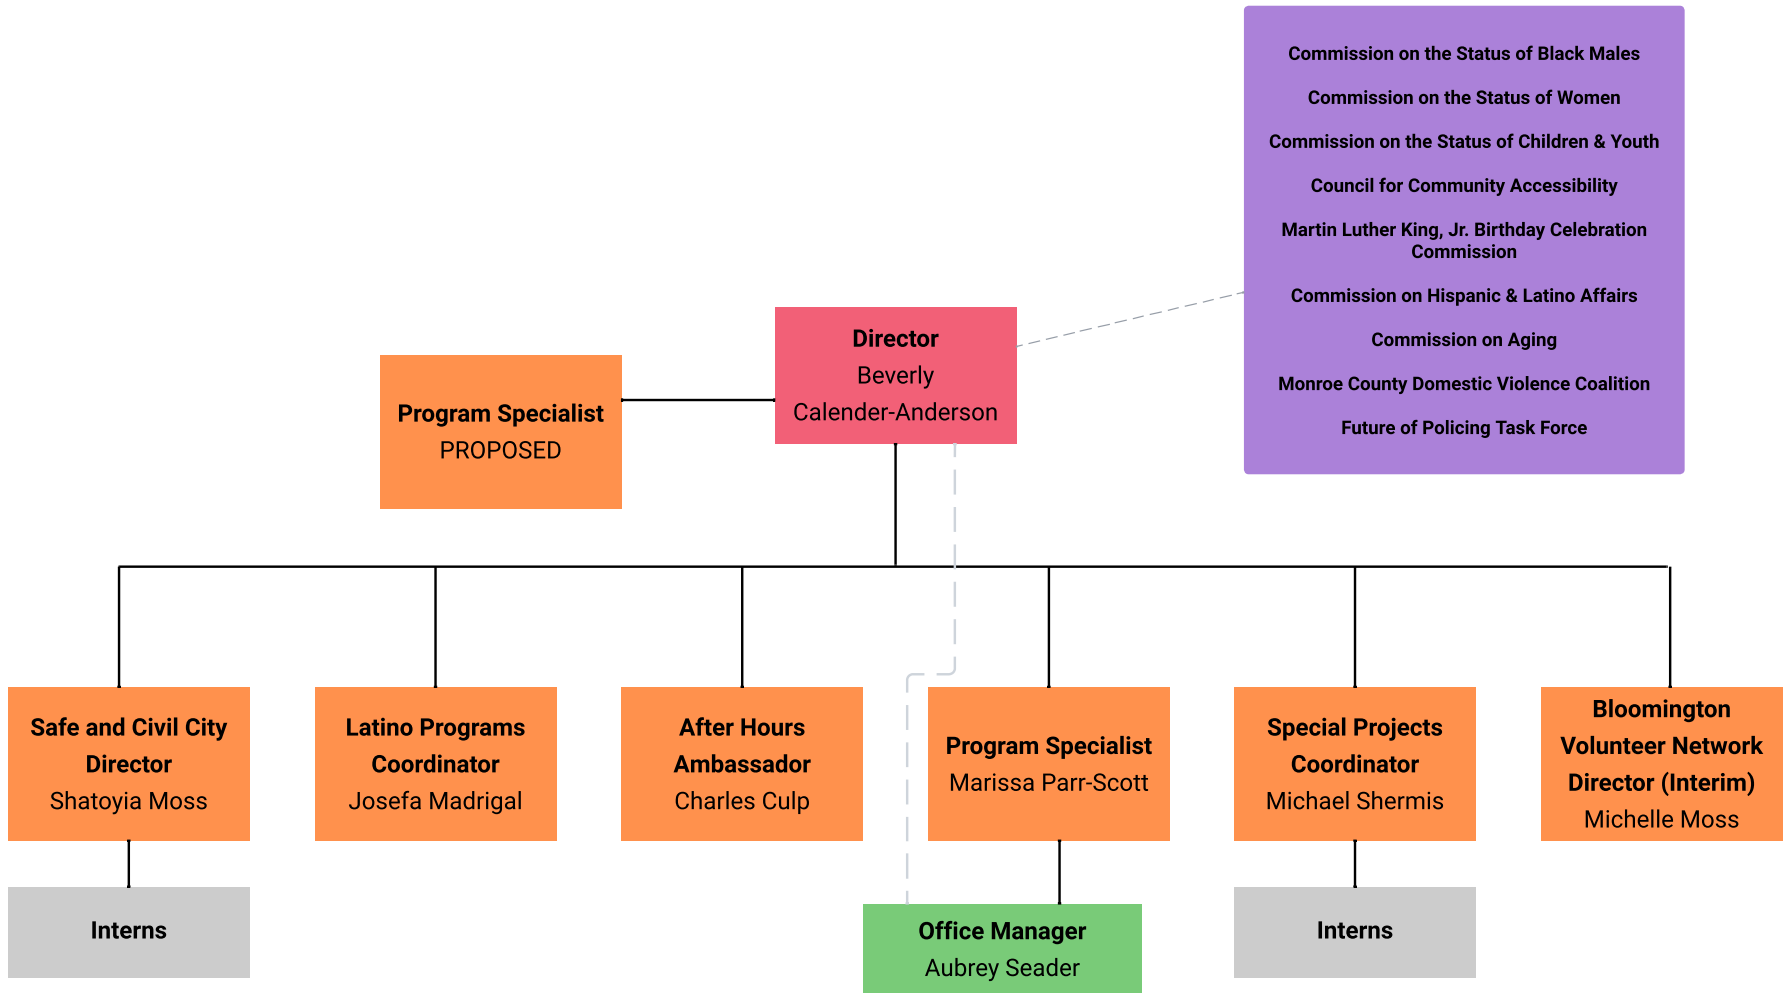 Commission on the Status of Black Males
Commission on the Status of Women
Commission on the Status of Children & Youth
Council for Community Accessibility
Martin Luther King, Jr. Birthday Celebration
Commission
Commission on Hispanic & Latino Affairs
Commission on Aging
Monroe County Domestic Violence Coalition
Future of Policing Task Force
Director
Beverly
Calender-Anderson
Program Specialist
PROPOSED
Safe and Civil City
Director
Shatoyia Moss
Latino Programs
Coordinator
Josefa Madrigal
After Hours
Ambassador
Charles Culp
Program Specialist
Marissa Parr-Scott
Special Projects
Coordinator
Michael Shermis
Bloomington
Volunteer Network
Director (Interim)
Michelle Moss
Interns
Office Manager
Aubrey Seader
Interns